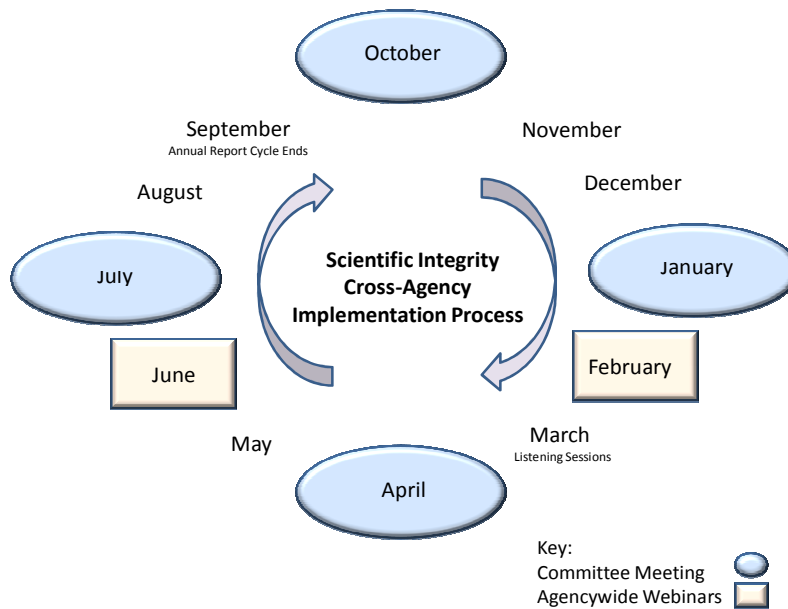 October
September
Annual Report Cycle Ends
November
August
December
July
Scientific Integrity
Cross-Agency
Implementation Process
January
June
February
May
March
Listening Sessions
April
Key:
Committee Meeting
Agencywide Webinars